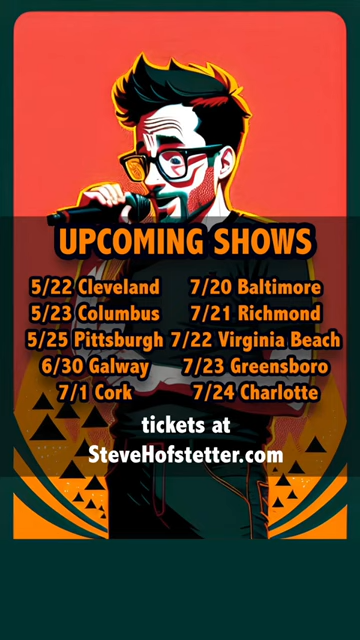 UPCOMING SHOWS
5/22 Cleveland
5/23 Columbus
5/25 Pittsburgh
6/30 Galway
7/1 Cork
7/20 Baltimore
7/21 Richmond
7/22 Virginia Beach
7/23 Greensboro
7/24 Charlotte
tickets at
SteveHofstetter.com